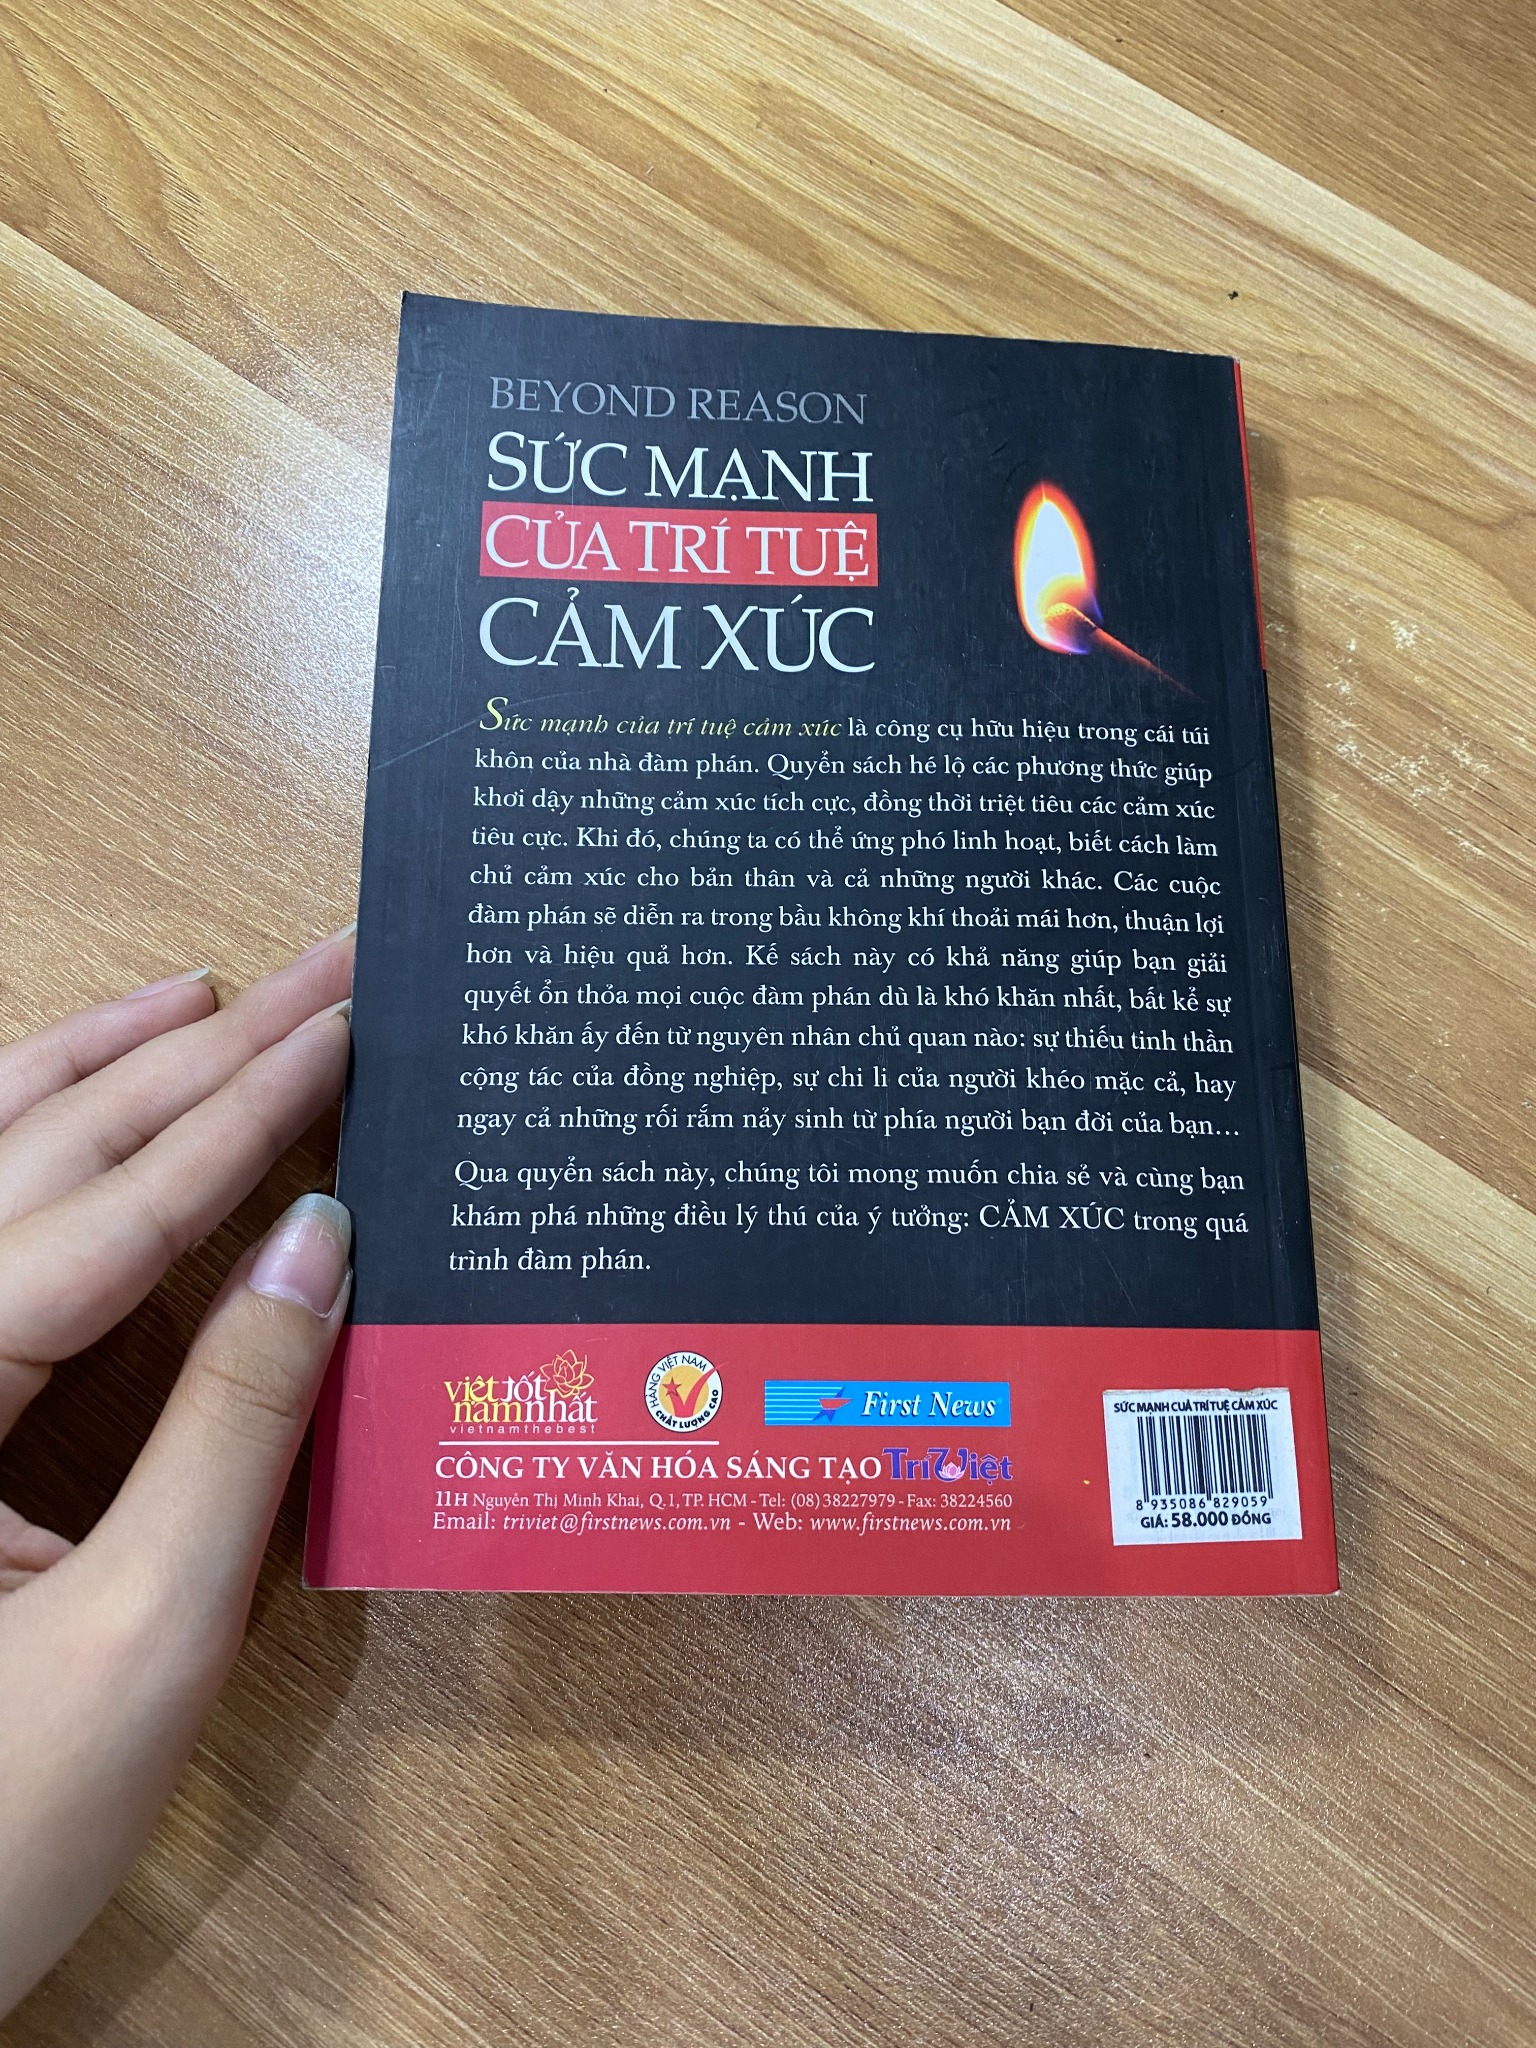 BEYOND REASON
SỨC MẠNH
CỦA TRÍ TUỆ
CẢM XÚC
Sức mạnh của trí tuệ cảm xúc là công cụ hữu hiệu trong cái túi
khôn của nhà đàm phán. Quyển sách hé lộ các phương thức giúp
khơi dậy những cảm xúc tích cực, đồng thời triệt tiêu các cảm xúc
tiêu cực. Khi đó, chúng ta có thể ứng phó linh hoạt, biết cách làm
chủ cảm xúc cho bản thân và cả những người khác. Các cuộc
đàm phán sẽ diễn ra trong bầu không khí thoải mái hơn, thuận lợi
hơn và hiệu quả hơn. Kế sách này có khả năng giúp bạn giải
quyết ổn thỏa mọi cuộc đàm phán dù là khó khăn nhất, bất kể sự
khó khăn ấy đến từ nguyên nhân chủ quan nào: sự thiếu tinh thần
cộng tác của đồng nghiệp, sự chi li của người khéo mặc cả, hay
ngay cả những rối rắm nảy sinh từ phía người bạn đời của bạn...
Qua quyển sách này, chúng tôi mong muốn chia sẻ và cùng bạn
khám phá những điều lý thú của ý tưởng: CẢM XÚC trong quá
trình đàm phán.
việt tốt
nam nhất
vietnamthebest
HÀNG VIỆT NAM
CHẤT LƯỢNG CAO
First News
CÔNG TY VĂN HÓA SÁNG TẠO Trí Việt
11H Nguyễn Thị Minh Khai, Q.1, TP. HCM - Tel: (08) 38227979 - Fax: 38224560
Email: triviet@firstnews.com.vn - Web: www.firstnews.com.vn
SỨC MẠNH CUẢ TRÍ TUỆ CẢM XÚC
8 935086 829059
GIÁ: 58.000 ĐỒNG